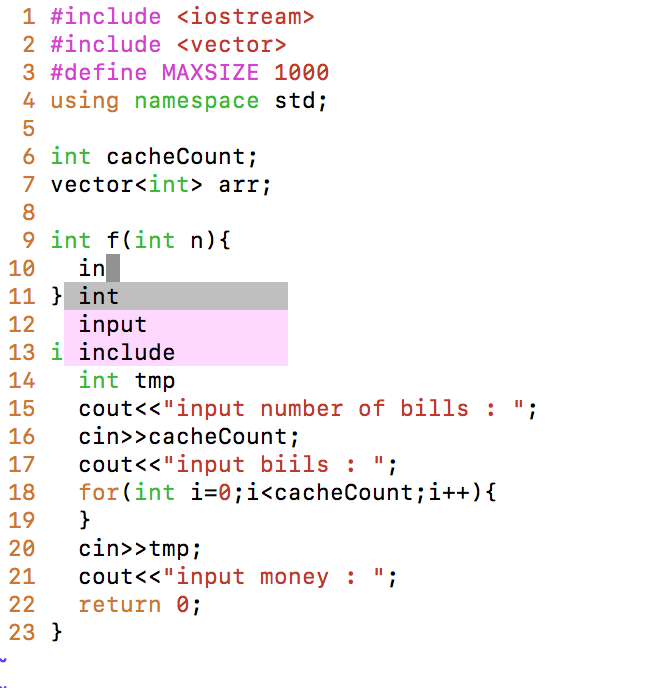 1 #include <iostream>
2 #include <vector>
3 #define MAXSIZE 1000
4 using namespace std;
5
6 int cacheCount;
7 vector<int> arr;
8
9 int f(int n){
10   in
11 } int
12   input
13 i include
14   int tmp
15   cout<<"input number of bills : ";
16   cin>>cacheCount;
17   cout<<"input biils : ";
18   for(int i=0;i<cacheCount;i++){
19   }
20   cin>>tmp;
21   cout<<"input money : ";
22   return 0;
23 }
~
~